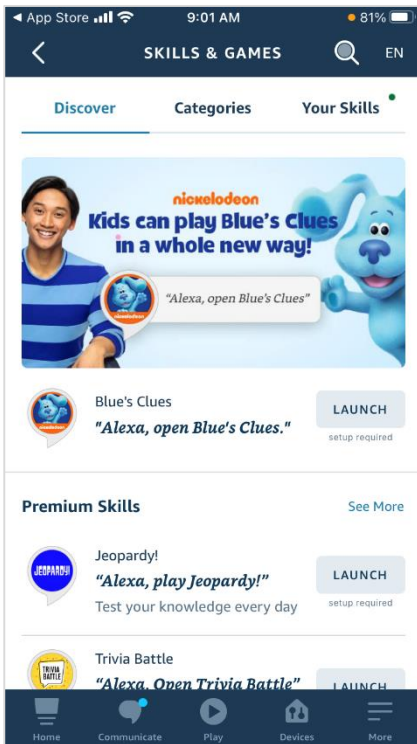 ◀ App Store 9:01 AM 81%
SKILLS & GAMES EN
Discover Categories Your Skills
nickelodeon
Kids can play Blue's Clues
in a whole new way!
"Alexa, open Blue's Clues"
Blue's Clues
"Alexa, open Blue's Clues."
LAUNCH
setup required
Premium Skills See More
JEOPARDY!
Jeopardy!
“Alexa, play Jeopardy!”
Test your knowledge every day
LAUNCH
setup required
TRIVIA
BATTLE
Trivia Battle
“Alexa, Open Trivia Battle”
LAUNCH
Home Communicate Play Devices More